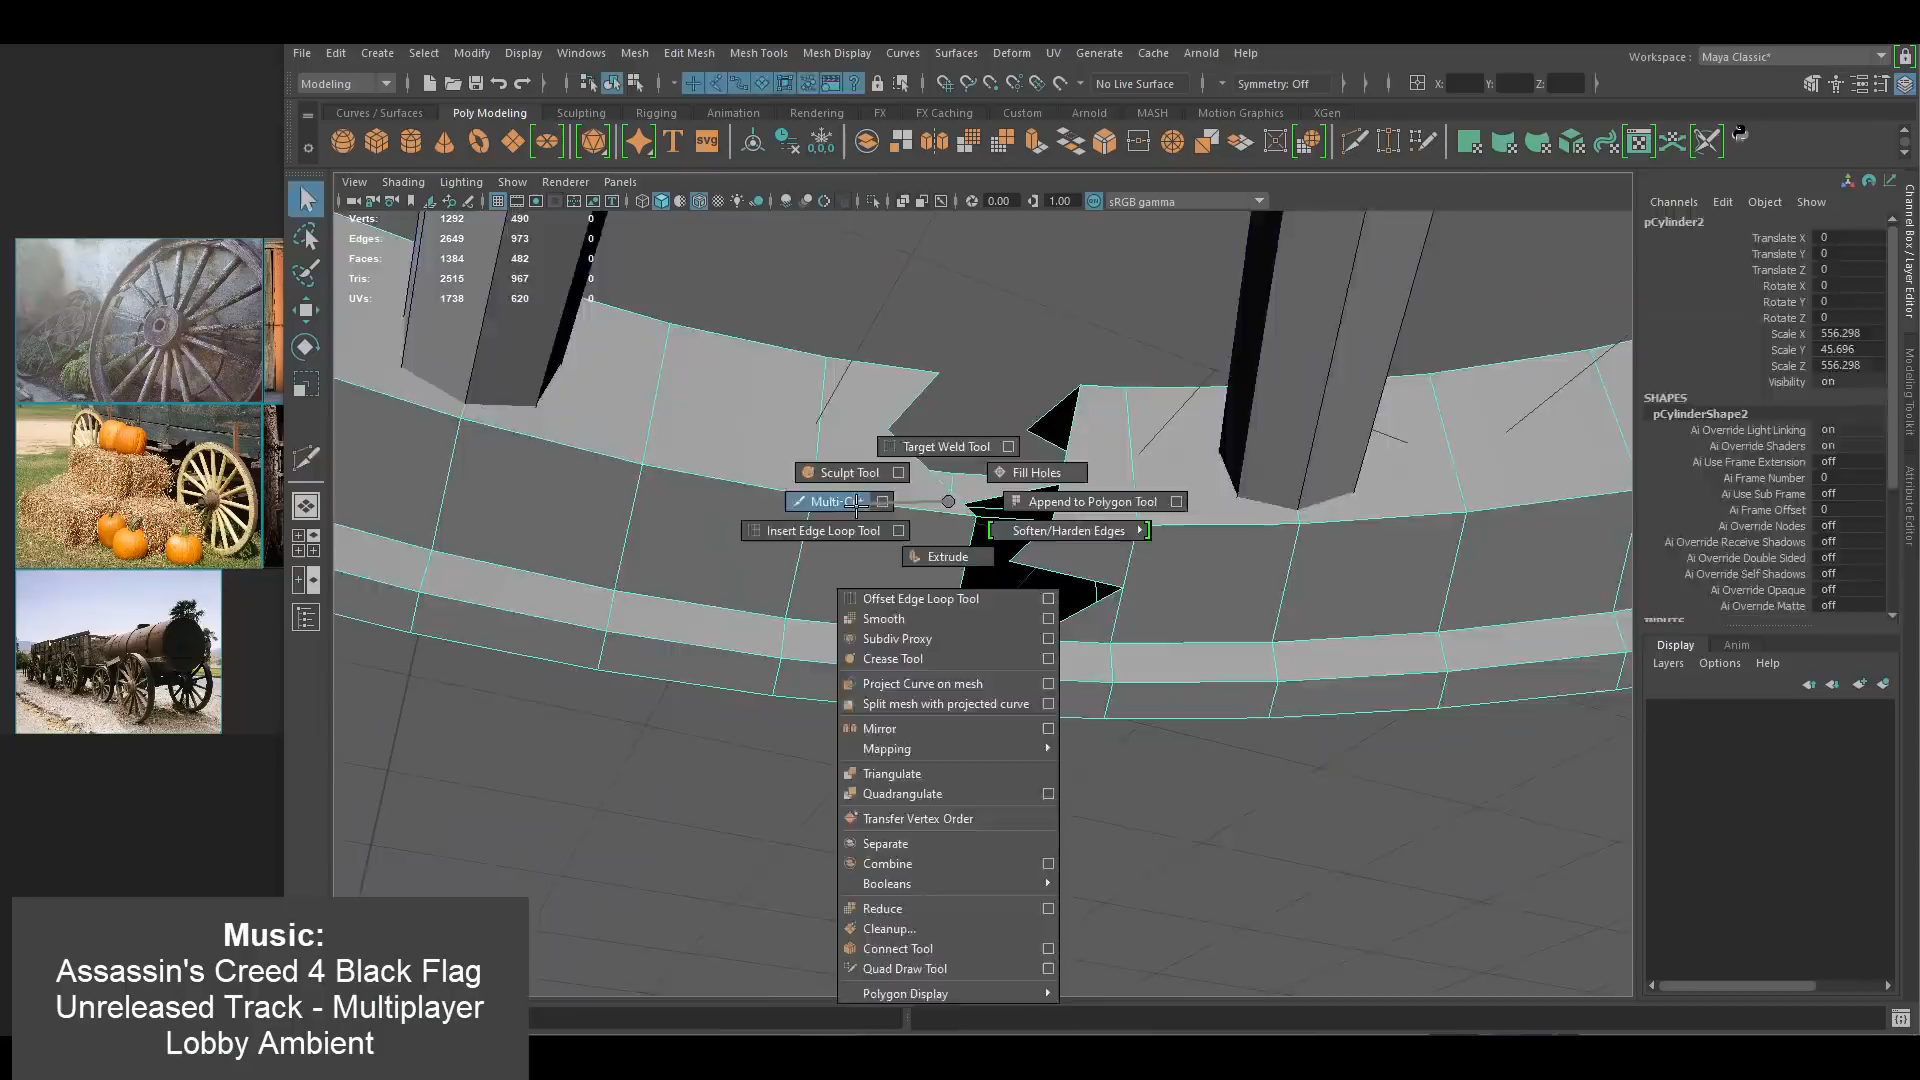 File Edit Create Select Modify Display Windows Mesh Edit Mesh Mesh Tools Mesh Display Curves Surfaces Deform UV Generate Cache Arnold Help
Workspace : Maya Classic*
Modeling
No Live Surface
Symmetry: Off
X: Y: Z:
Curves / Surfaces Poly Modeling Sculpting Rigging Animation Rendering FX FX Caching Custom Arnold MASH Motion Graphics XGen
T
SVG
0,0,0
View Shading Lighting Show Renderer Panels
0.00 1.00 sRGB gamma
Verts: 1292 490 0
Edges: 2649 973 0
Faces: 1384 482 0
Tris: 2515 967 0
UVs: 1738 620 0
Target Weld Tool
Sculpt Tool
Fill Holes
Append to Polygon Tool
Insert Edge Loop Tool
Soften/Harden Edges
Extrude
Offset Edge Loop Tool
Smooth
Subdiv Proxy
Crease Tool
Project Curve on mesh
Split mesh with projected curve
Mirror
Mapping
Triangulate
Quadrangulate
Transfer Vertex Order
Separate
Combine
Booleans
Reduce
Cleanup...
Connect Tool
Quad Draw Tool
Polygon Display
Channels Edit Object Show
pCylinder2
Translate X 0
Translate Y 0
Translate Z 0
Rotate X 0
Rotate Y 0
Rotate Z 0
Scale X 556.298
Scale Y 45.696
Scale Z 556.298
Visibility on
SHAPES
pCylinderShape2
Ai Override Light Linking on
Ai Override Shaders on
Ai Use Frame Extension off
Ai Frame Number 0
Ai Use Sub Frame off
Ai Frame Offset 0
Ai Override Nodes off
Ai Override Receive Shadows off
Ai Override Double Sided off
Ai Override Self Shadows off
Ai Override Opaque off
Ai Override Matte off
Display Anim
Layers Options Help
Channel Box / Layer Editor
Modeling Toolkit
Attribute Editor
Music:
Assassin's Creed 4 Black Flag
Unreleased Track - Multiplayer
Lobby Ambient